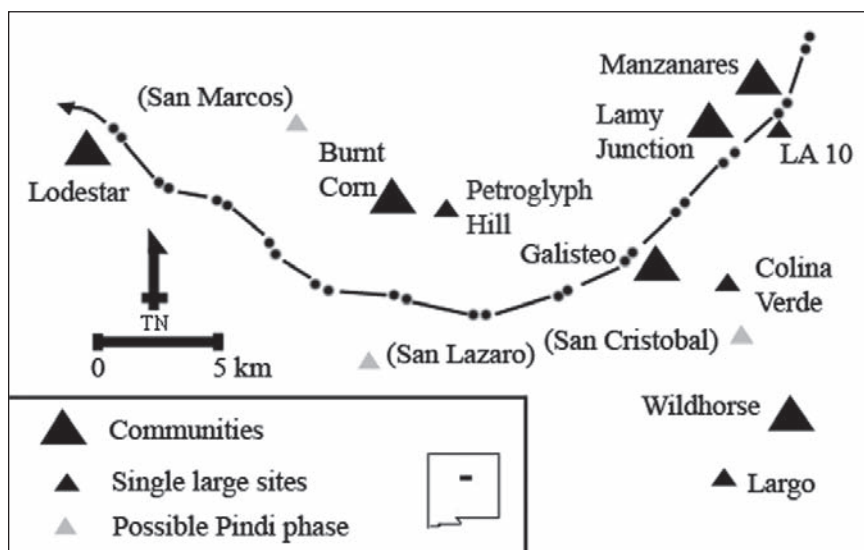 Manzanares
(San Marcos)
Lamy
Junction
LA 10
Burnt
Corn
Petroglyph
Hill
Lodestar
Galisteo
Colina
Verde
TN
0 5 km
(San Lazaro)
(San Cristobal)
Wildhorse
Largo
Communities
Single large sites
Possible Pindi phase